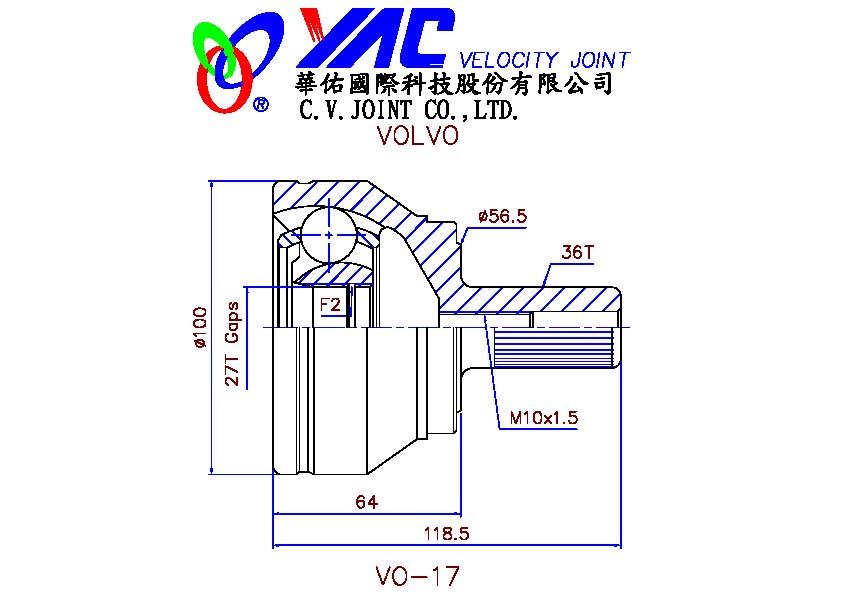 YAC VELOCITY JOINT
華佑國際科技股份有限公司
® C.V.JOINT CO.,LTD.
VOLVO
ø56.5
36T
F2
ø100
27T Gaps
M10x1.5
64
118.5
VO-17